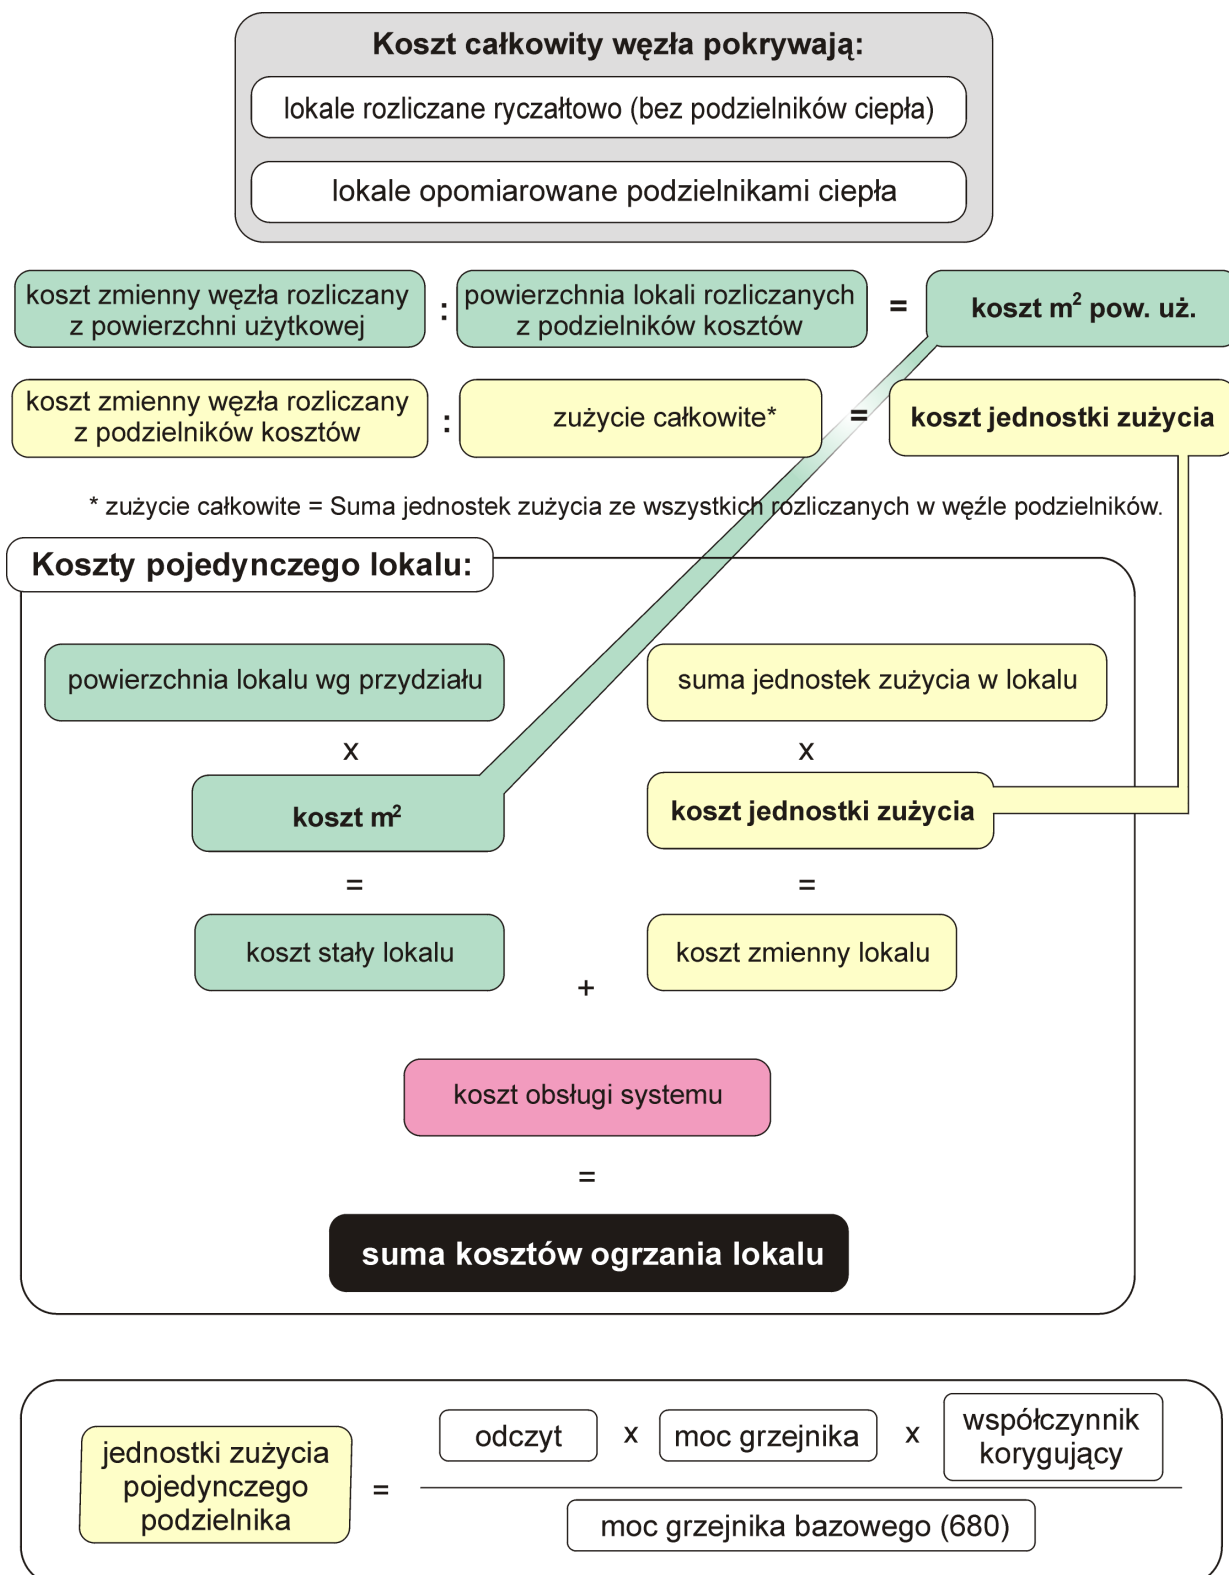 Koszt całkowity węzła pokrywają:
lokale rozliczane ryczałtowo (bez podzielników ciepła)
lokale opomiarowane podzielnikami ciepła
koszt zmienny węzła rozliczany
z powierzchni użytkowej
:
powierzchnia lokali rozliczanych
z podzielników kosztów
=
koszt m² pow. uż.
koszt zmienny węzła rozliczany
z podzielników kosztów
:
zużycie całkowite*
=
koszt jednostki zużycia
* zużycie całkowite = Suma jednostek zużycia ze wszystkich rozliczanych w węźle podzielników.
Koszty pojedynczego lokalu:
powierzchnia lokalu wg przydziału
x
koszt m²
=
koszt stały lokalu
suma jednostek zużycia w lokalu
x
koszt jednostki zużycia
=
koszt zmienny lokalu
+
koszt obsługi systemu
=
suma kosztów ogrzania lokalu
jednostki zużycia
pojedynczego
podzielnika
=
odczyt x moc grzejnika x
współczynnik
korygujący
moc grzejnika bazowego (680)